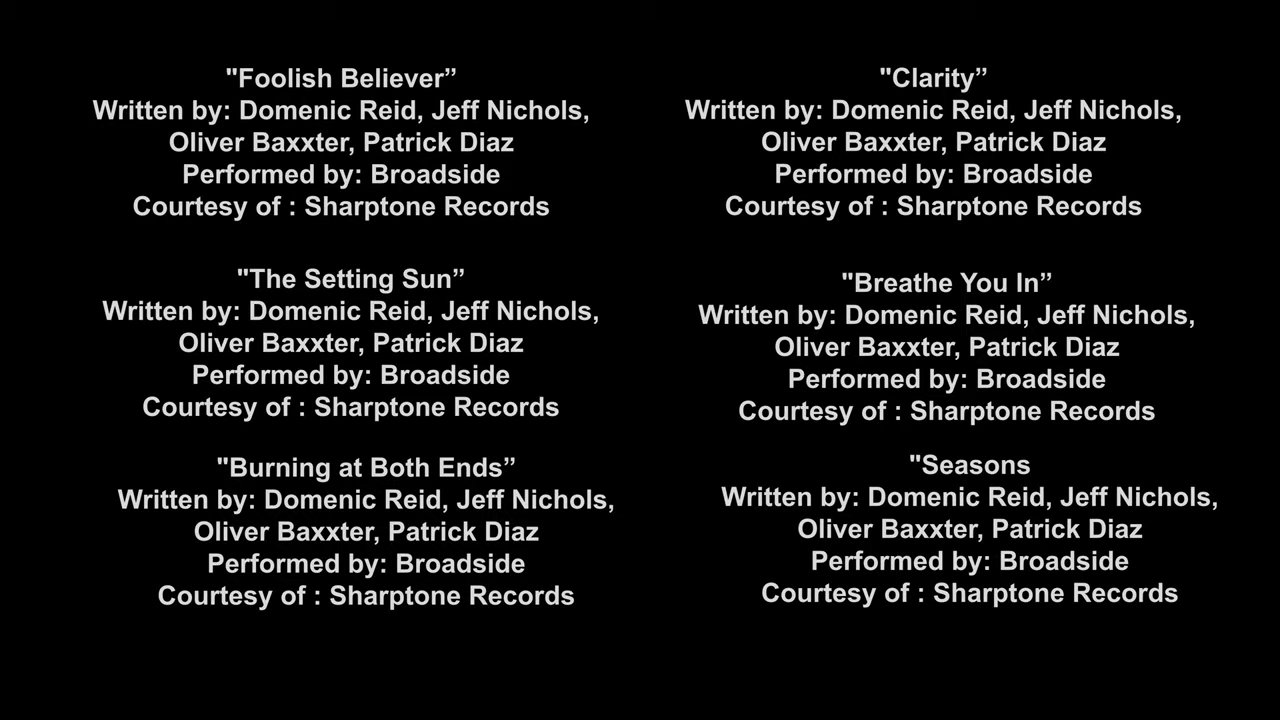 "Foolish Believer”
Written by: Domenic Reid, Jeff Nichols,
Oliver Baxxter, Patrick Diaz
Performed by: Broadside
Courtesy of : Sharptone Records
"Clarity”
Written by: Domenic Reid, Jeff Nichols,
Oliver Baxxter, Patrick Diaz
Performed by: Broadside
Courtesy of : Sharptone Records
"The Setting Sun”
Written by: Domenic Reid, Jeff Nichols,
Oliver Baxxter, Patrick Diaz
Performed by: Broadside
Courtesy of : Sharptone Records
"Breathe You In”
Written by: Domenic Reid, Jeff Nichols,
Oliver Baxxter, Patrick Diaz
Performed by: Broadside
Courtesy of : Sharptone Records
"Burning at Both Ends”
Written by: Domenic Reid, Jeff Nichols,
Oliver Baxxter, Patrick Diaz
Performed by: Broadside
Courtesy of : Sharptone Records
"Seasons
Written by: Domenic Reid, Jeff Nichols,
Oliver Baxxter, Patrick Diaz
Performed by: Broadside
Courtesy of : Sharptone Records